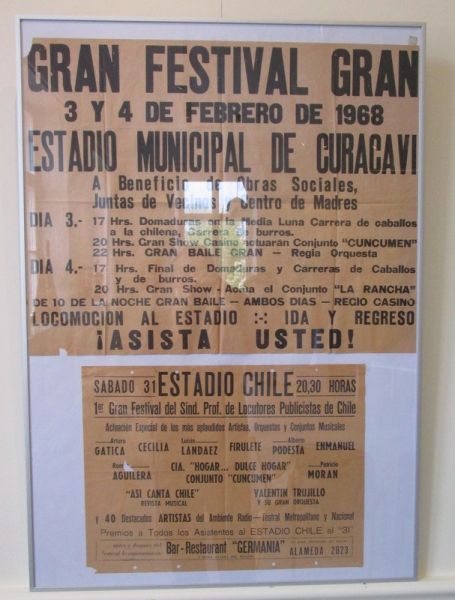 GRAN FESTIVAL GRAN
3 Y 4 DE FEBRERO DE 1968
ESTADIO MUNICIPAL DE CURACAVI
A Beneficio de Obras Sociales,
Juntas de Vecinos y Centro de Madres
DIA 3.- 17 Hrs. Domaduras en la Media Luna Carrera de caballos
a la chilena, Carrera de burros.
20 Hrs. Gran Show Casino actuarán Conjunto "CUNCUMEN"
22 Hrs. GRAN BAILE GRAN — Regia Orquesta
DIA 4.- 17 Hrs. Final de Domaduras y Carreras de Caballos
y de burros.
20 Hrs. Gran Show - Actúa el Conjunto "LA RANCHA"
DE 10 DE LA NOCHE GRAN BAILE — AMBOS DIAS — REGIO CASINO
LOCOMOCION AL ESTADIO :-: IDA Y REGRESO
¡ASISTA USTED!
SABADO 31 ESTADIO CHILE 20,30 HORAS
1er Gran Festival del Sind. Prof. de Locutores Publicistas de Chile
Actuación Especial de los más aplaudidos Artistas, Orquestas y Conjuntos Musicales
Arturo GATICA CECILIA LANDAEZ FIRULETE Alberto PODESTA ENMANUEL
AGUILERA CIA. "HOGAR... DULCE HOGAR" Patricio MORAN
CONJUNTO "CUNCUMEN"
"ASI CANTA CHILE" VALENTIN TRUJILLO
REVISTA MUSICAL Y SU GRAN ORQUESTA
y 40 Destacados ARTISTAS del Ambiente Radio — Teatral Metropolitano y Nacional
Premios a Todos los Asistentes al ESTADIO CHILE el "31"
Bar-Restaurant "GERMANIA" ALAMEDA 2023